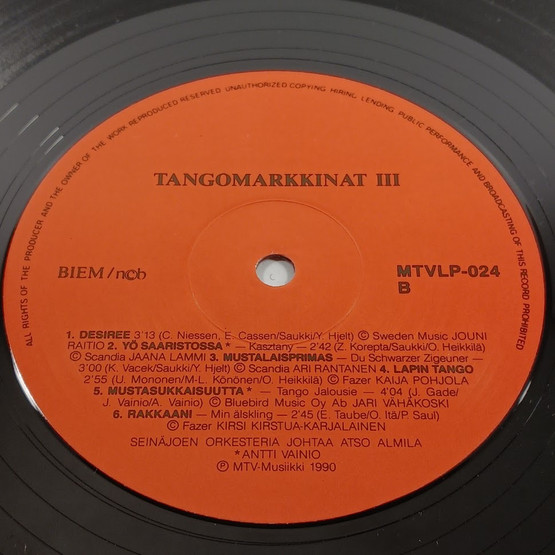 ALL RIGHTS OF THE PRODUCER AND THE OWNER OF THE WORK REPRODUCED RESERVED. UNAUTHORIZED COPYING, HIRING, LENDING, PUBLIC PERFORMANCE AND BROADCASTING OF THIS RECORD PROHIBITED
TANGOMARKKINAT III
BIEM/ncb
MTVLP-024
B
1. DESIREE 3'13 (C. Niessen, E. Cassen/Saukki/Y. Hjelt) Ⓒ Sweden Music JOUNI
RAITIO 2. YÖ SAARISTOSSA * – Kasztany – 2'42 (Z. Korepta/Saukki/O. Heikkilä)
Ⓒ Scandia JAANA LAMMI 3. MUSTALAISPRIMAS – Du Schwarzer Zigeuner –
3'00 (K. Vacek/Saukki/Y. Hjelt) Ⓒ Scandia ARI RANTANEN 4. LAPIN TANGO
2'55 (U. Mononen/M-L. Könönen/O. Heikkilä) Ⓒ Fazer KAIJA POHJOLA
5. MUSTASUKKAISUUTTA * – Tango Jalousie – 4'04 (J. Gade/
J. Vainio/A. Vainio) Ⓒ Bluebird Music Oy Ab JARI VÄHÄKOSKI
6. RAKKAANI – Min älskling – 2'45 (E. Taube/O. Itä/P. Saul)
Ⓒ Fazer KIRSI KIRSTUA-KARJALAINEN
SEINÄJOEN ORKESTERIA JOHTAA ATSO ALMILA
*ANTTI VAINIO
Ⓟ MTV-Musiikki 1990